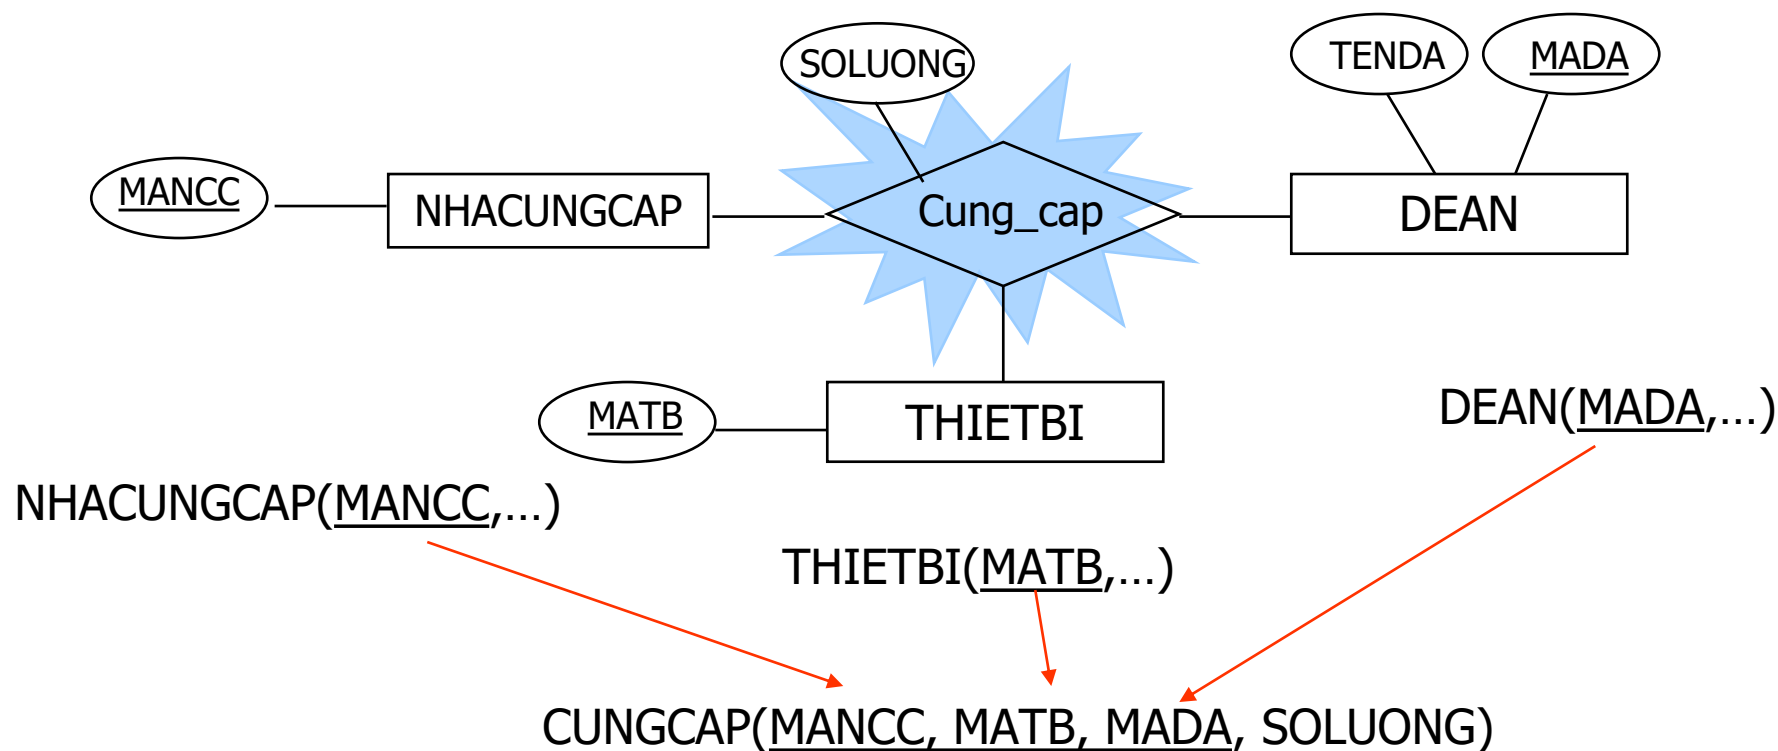 SOLUONG
TENDA
MADA
MANCC
NHACUNGCAP
Cung_cap
DEAN
MATB
THIETBI
DEAN(MADA,...)
NHACUNGCAP(MANCC,...)
THIETBI(MATB,...)
CUNGCAP(MANCC, MATB, MADA, SOLUONG)